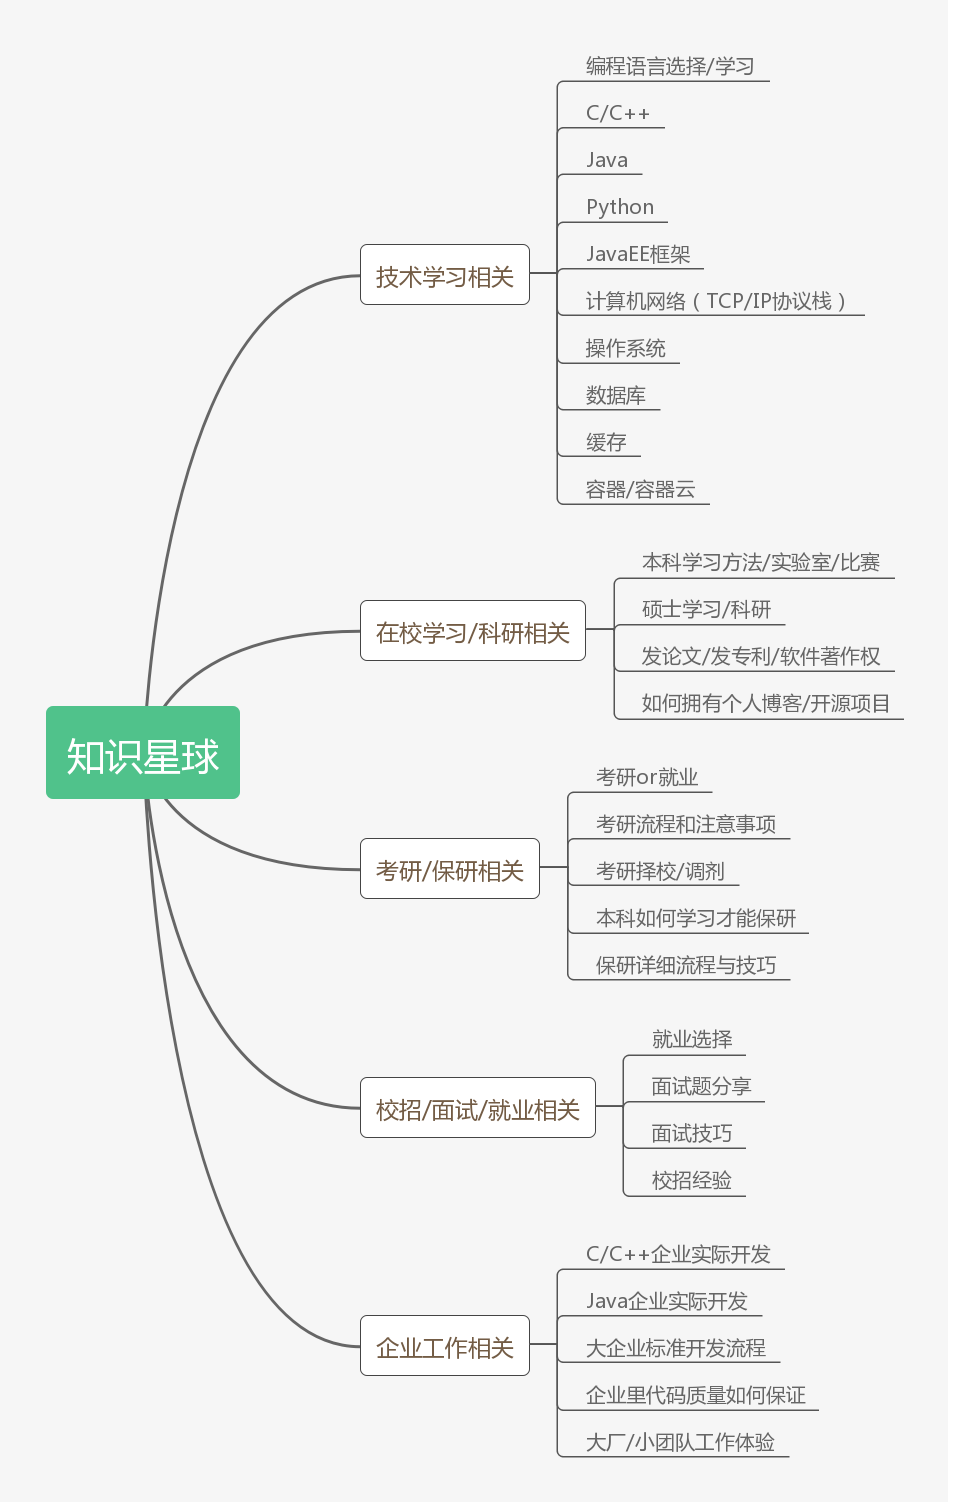 知识星球
技术学习相关
编程语言选择/学习
C/C++
Java
Python
JavaEE框架
计算机网络（TCP/IP协议栈）
操作系统
数据库
缓存
容器/容器云
在校学习/科研相关
本科学习方法/实验室/比赛
硕士学习/科研
发论文/发专利/软件著作权
如何拥有个人博客/开源项目
考研/保研相关
考研or就业
考研流程和注意事项
考研择校/调剂
本科如何学习才能保研
保研详细流程与技巧
校招/面试/就业相关
就业选择
面试题分享
面试技巧
校招经验
企业工作相关
C/C++企业实际开发
Java企业实际开发
大企业标准开发流程
企业里代码质量如何保证
大厂/小团队工作体验